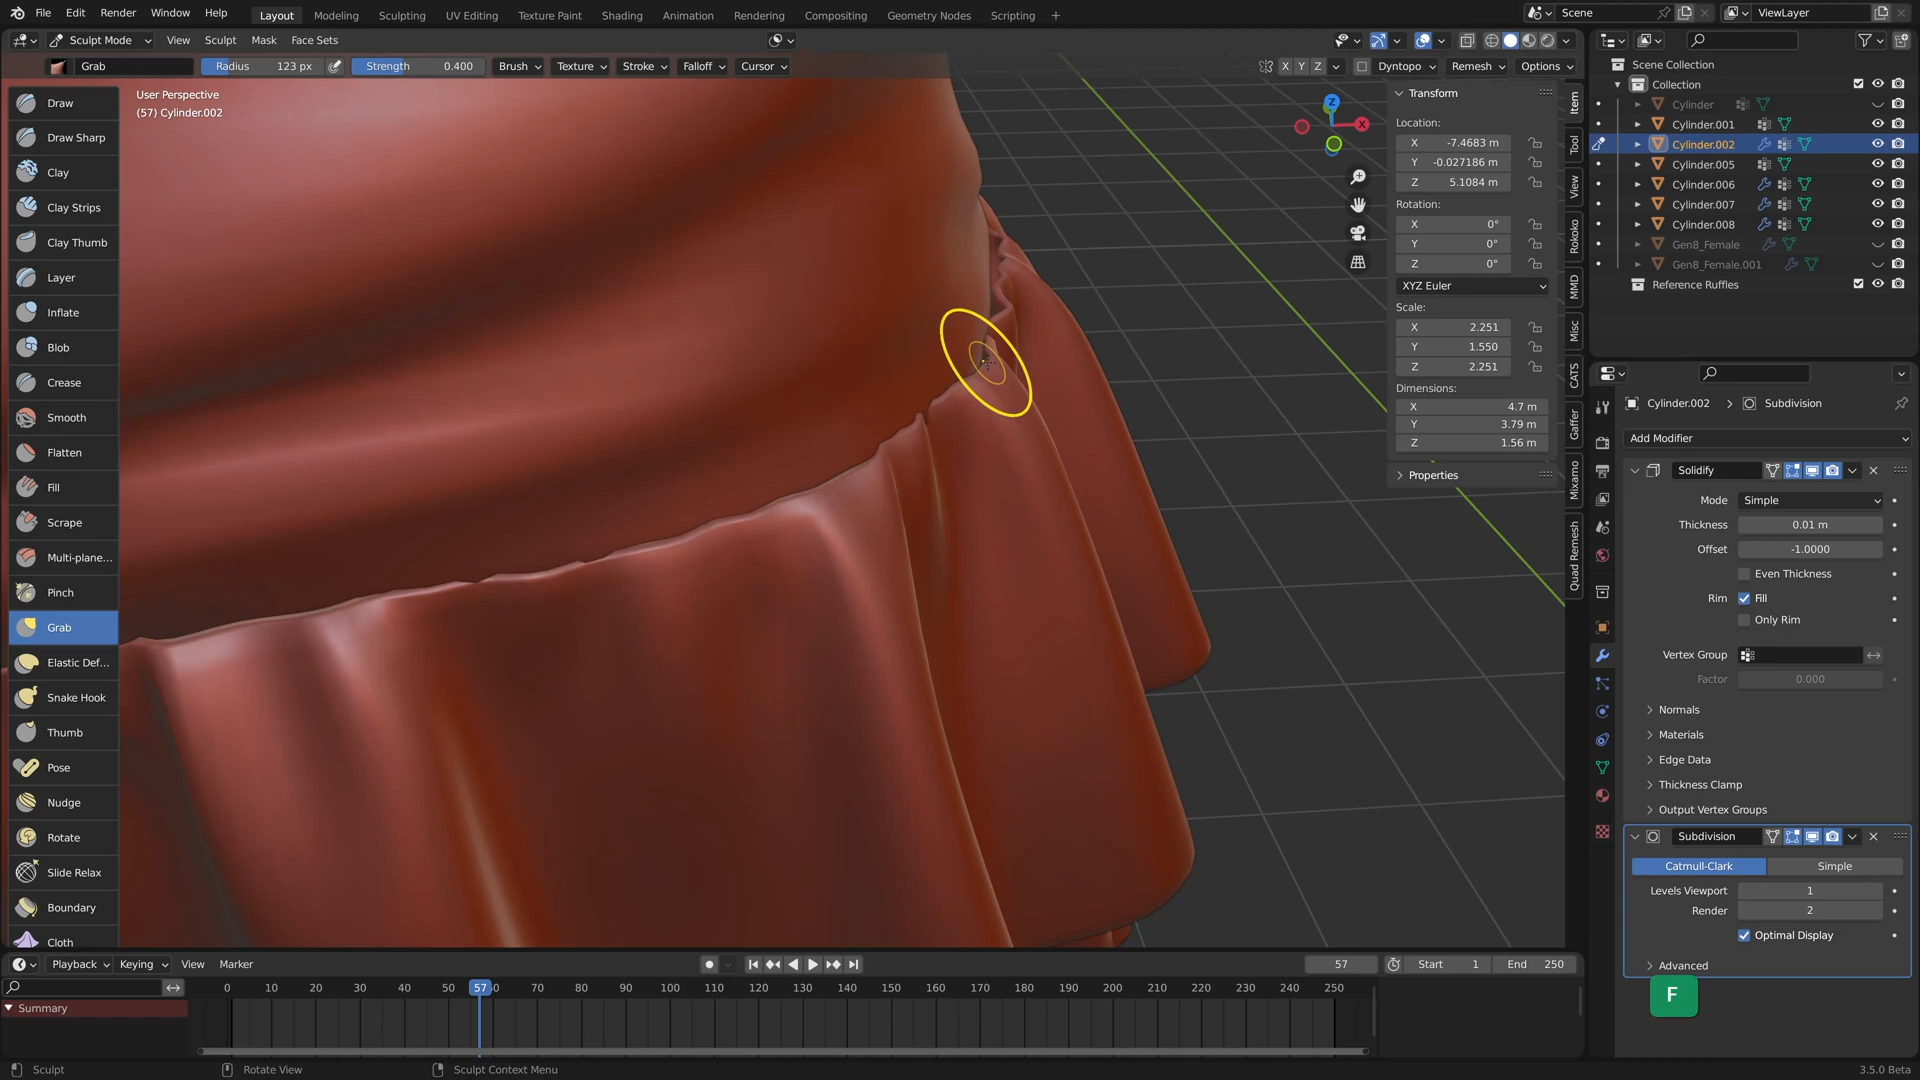 File Edit Render Window Help Layout Modeling Sculpting UV Editing Texture Paint Shading Animation Rendering Compositing Geometry Nodes Scripting + Scene ViewLayer
Sculpt Mode View Sculpt Mask Face Sets
Grab Radius 123 px Strength 0.400 Brush Texture Stroke Falloff Cursor X Y Z Dyntopo Remesh Options
User Perspective
(57) Cylinder.002
Draw
Draw Sharp
Clay
Clay Strips
Clay Thumb
Layer
Inflate
Blob
Crease
Smooth
Flatten
Fill
Scrape
Multi-plane...
Pinch
Grab
Elastic Def...
Snake Hook
Thumb
Pose
Nudge
Rotate
Slide Relax
Boundary
Cloth
Z
X
Transform
Location:
X -7.4683 m
Y -0.027186 m
Z 5.1084 m
Rotation:
X 0°
Y 0°
Z 0°
XYZ Euler
Scale:
X 2.251
Y 1.550
Z 2.251
Dimensions:
X 4.7 m
Y 3.79 m
Z 1.56 m
Properties
Item
Tool
View
Rokoko
MMD
Misc
CATS
Gaffer
Mixamo
Quad Remesh
Scene Collection
Collection
Cylinder
Cylinder.001
Cylinder.002
Cylinder.005
Cylinder.006
Cylinder.007
Cylinder.008
Gen8_Female
Gen8_Female.001
Reference Ruffles
Cylinder.002 > Subdivision
Add Modifier
Solidify
Mode Simple
Thickness 0.01 m
Offset -1.0000
Even Thickness
Rim Fill
Only Rim
Vertex Group
Factor 0.000
Normals
Materials
Edge Data
Thickness Clamp
Output Vertex Groups
Subdivision
Catmull-Clark Simple
Levels Viewport 1
Render 2
Optimal Display
Advanced
F
Playback Keying View Marker 57 Start 1 End 250
0 10 20 30 40 57 70 80 90 100 110 120 130 140 150 160 170 180 190 200 210 220 230 240 250
Summary
Sculpt Rotate View Sculpt Context Menu 3.5.0 Beta